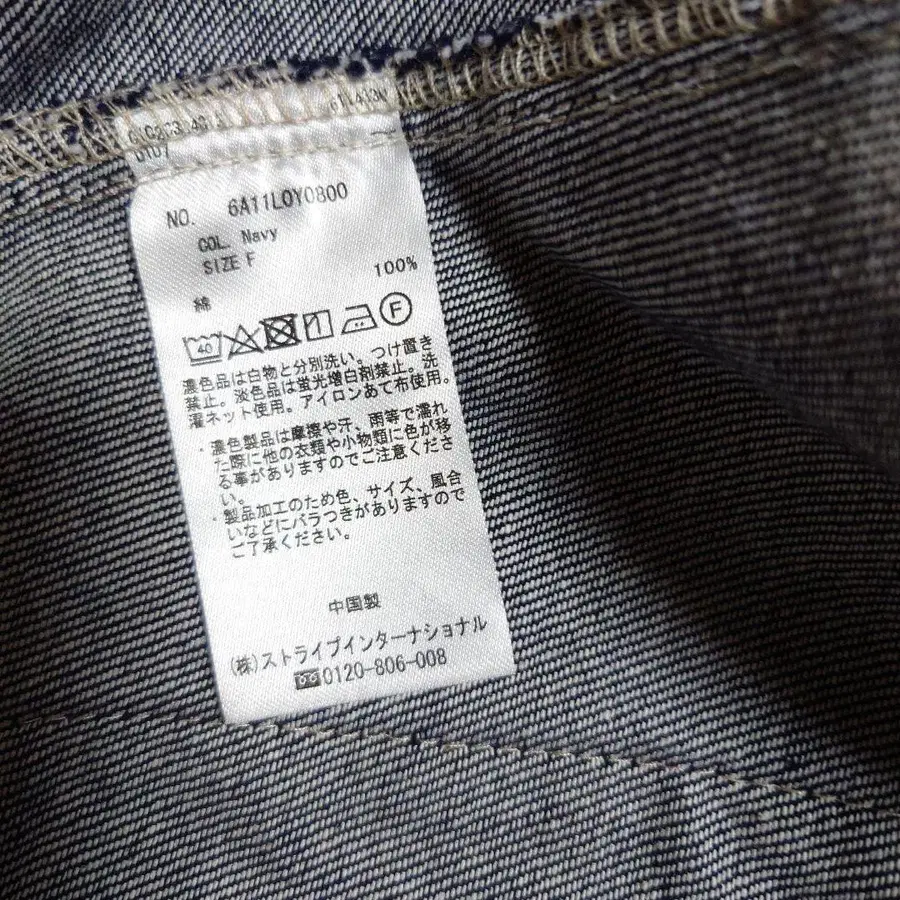 NO. 6A11L0Y0800
COL. Navy
SIZE F
綿 100%
40 F
濃色品は白物と分別洗い。つけ置き
禁止。淡色品は蛍光増白剤禁止。洗
濯ネット使用。アイロンあて布使用。
・濃色製品は摩擦や汗、雨等で濡れ
た際に他の衣類や小物類に色が移
る事がありますのでご注意くださ
い。
・製品加工のため色、サイズ、風合
いなどにバラつきがありますので
ご了承ください。
中国製
(株)ストライプインターナショナル
0120-806-008